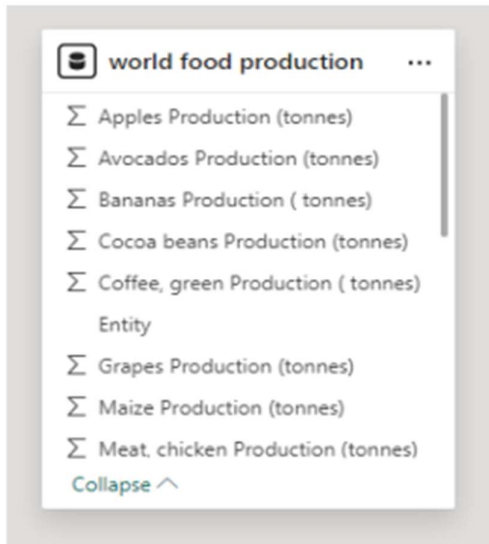 world food production
Σ Apples Production (tonnes)
Σ Avocados Production (tonnes)
Σ Bananas Production ( tonnes)
Σ Cocoa beans Production (tonnes)
Σ Coffee, green Production ( tonnes)
Entity
Σ Grapes Production (tonnes)
Σ Maize Production (tonnes)
Σ Meat, chicken Production (tonnes)
Collapse